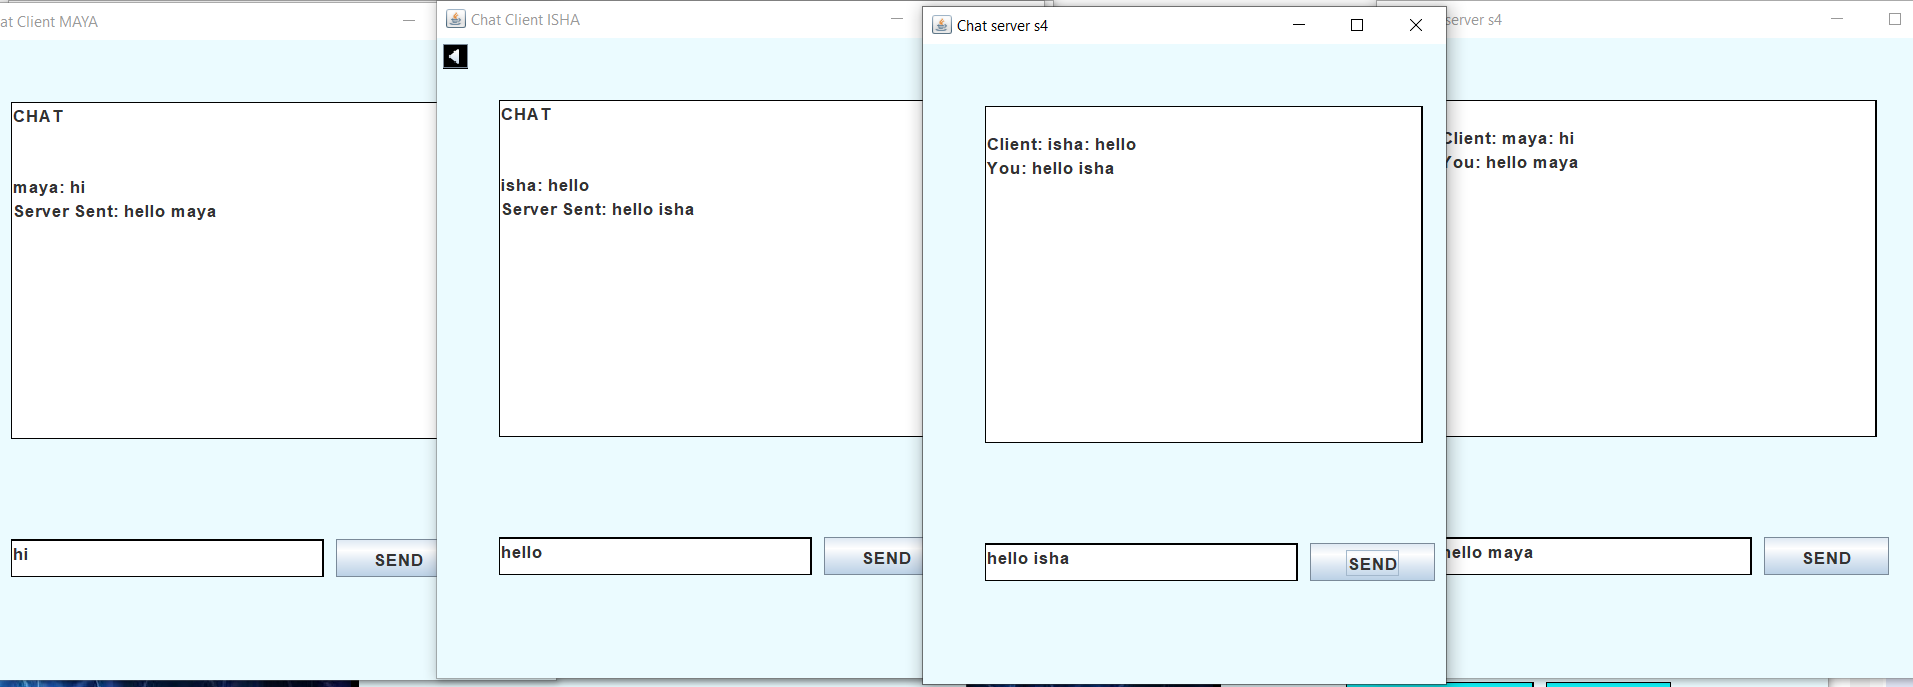 at Client MAYA
CHAT
maya: hi
Server Sent: hello maya
hi
SEND
Chat Client ISHA
CHAT
isha: hello
Server Sent: hello isha
hello
SEND
Chat server s4
Client: isha: hello
You: hello isha
hello isha
SEND
server s4
Client: maya: hi
You: hello maya
hello maya
SEND